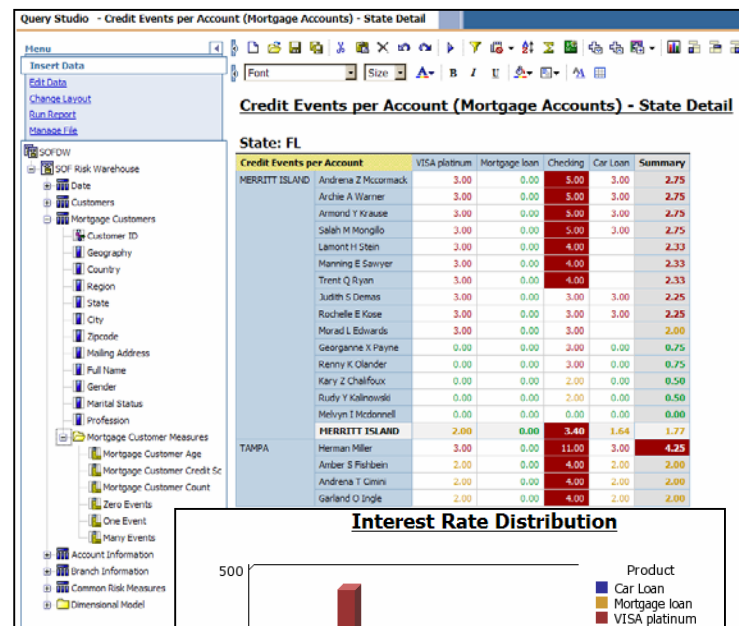 Query Studio - Credit Events per Account (Mortgage Accounts) - State Detail
Menu
Insert Data
Edit Data
Change Layout
Run Report
Manage File
SOFDW
SOF Risk Warehouse
Date
Customers
Mortgage Customers
Customer ID
Geography
Country
Region
State
City
Zipcode
Mailing Address
Full Name
Gender
Marital Status
Profession
Mortgage Customer Measures
Mortgage Customer Age
Mortgage Customer Credit Sc
Mortgage Customer Count
Zero Events
One Event
Many Events
Account Information
Branch Information
Common Risk Measures
Dimensional Model
Font Size A B I U
Credit Events per Account (Mortgage Accounts) - State Detail
State: FL
Credit Events per Account VISA platinum Mortgage loan Checking Car Loan Summary
MERRITT ISLAND Andrena Z Mccormack 3.00 0.00 5.00 3.00 2.75
Archie A Warner 3.00 0.00 5.00 3.00 2.75
Armond Y Krause 3.00 0.00 5.00 3.00 2.75
Salah M Mongillo 3.00 0.00 5.00 3.00 2.75
Lamont H Stein 3.00 0.00 4.00 2.33
Manning E Sawyer 3.00 0.00 4.00 2.33
Trent Q Ryan 3.00 0.00 4.00 2.33
Judith S Demas 3.00 0.00 3.00 3.00 2.25
Rochelle E Kose 3.00 0.00 3.00 3.00 2.25
Morad L Edwards 3.00 0.00 3.00 2.00
Georganne X Payne 0.00 0.00 3.00 0.00 0.75
Renny K Olander 0.00 0.00 3.00 0.00 0.75
Kary Z Chalifoux 0.00 0.00 2.00 0.00 0.50
Rudy Y Kalinowski 0.00 0.00 2.00 0.00 0.50
Melvyn I Mcdonnell 0.00 0.00 0.00 0.00 0.00
MERRITT ISLAND 2.00 0.00 3.40 1.64 1.77
TAMPA Herman Miller 3.00 0.00 11.00 3.00 4.25
Amber S Fishbein 2.00 0.00 4.00 2.00 2.00
Andrena T Cimini 2.00 0.00 4.00 2.00 2.00
Garland O Ingle 2.00 0.00 4.00 2.00 2.00
Interest Rate Distribution
500
Product
Car Loan
Mortgage loan
VISA platinum